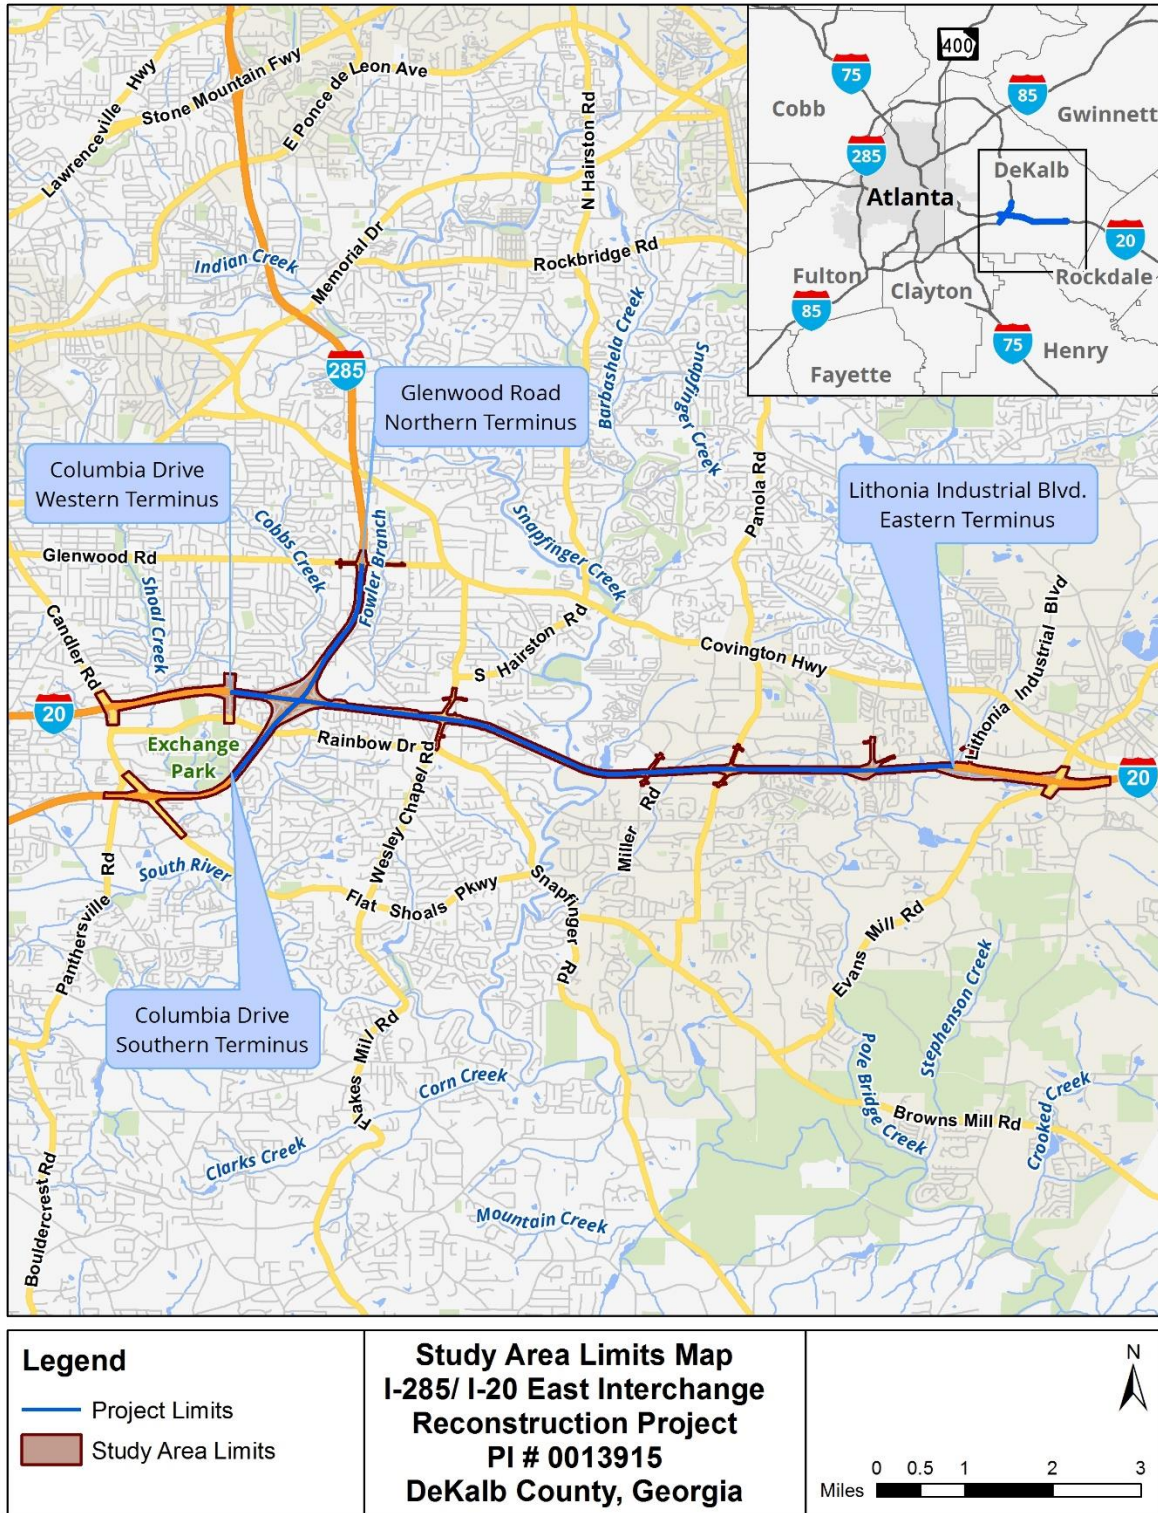 Lawrenceville Hwy
Stone Mountain Fwy
E Ponce de Leon Ave
N Hairston Rd
Indian Creek
Memorial Dr
Rockbridge Rd
Barbashela Creek
Snapfinger Creek
285
Glenwood Road
Northern Terminus
Columbia Drive
Western Terminus
Lithonia Industrial Blvd.
Eastern Terminus
Panola Rd
Cobbs Creek
Snapfinger Creek
Fowler Branch
Glenwood Rd
Shoal Creek
Candler Rd
S Hairston Rd
Covington Hwy
Lithonia Industrial Blvd
20
Exchange
Park
Rainbow Dr
Wesley Chapel Rd
Miller Rd
20
South River
Flat Shoals Pkwy
Snapfinger Rd
Panthersville Rd
Evans Mill Rd
Stephenson Creek
Columbia Drive
Southern Terminus
Flakes Mill Rd
Corn Creek
Pole Bridge Creek
Browns Mill Rd
Crooked Creek
Clarks Creek
Mountain Creek
Bouldercrest Rd
400
75
85
Cobb
Gwinnett
285
DeKalb
Atlanta
20
Fulton
Clayton
Rockdale
85
75
Henry
Fayette
Legend
Project Limits
Study Area Limits
Study Area Limits Map
I-285/ I-20 East Interchange
Reconstruction Project
PI # 0013915
DeKalb County, Georgia
N
0 0.5 1 2 3
Miles